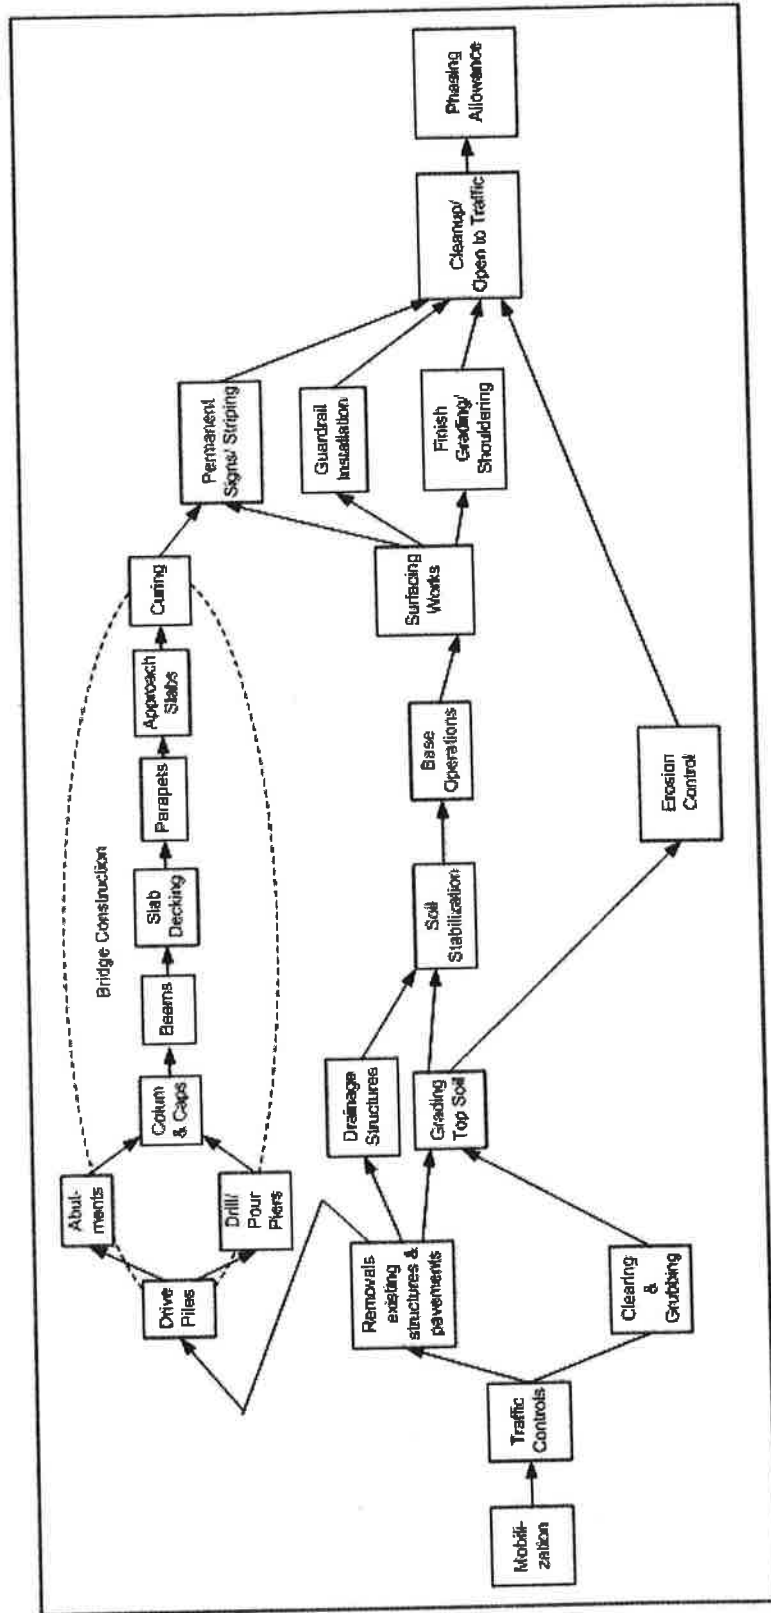 Mobili-
zation
Traffic
Controls
Removals
existing
structures &
pavements
Clearing
&
Grubbing
Drive
Piles
Abut-
ments
Drill/
Pour
Piers
Colum
& Caps
Beams
Slab
Decking
Parapets
Approach
Slabs
Curing
Bridge Construction
Drainage
Structures
Grading
Top Soil
Soil
Stabilization
Base
Operations
Surfacing
Works
Erosion
Control
Permanent
Signs/ Striping
Guardrail
Installation
Finish
Grading/
Shouldering
Cleanup/
Open to Traffic
Phasing
Allowance